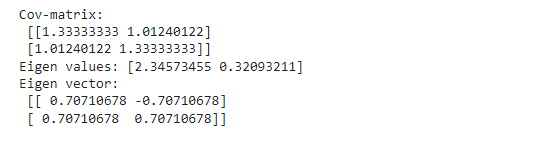 Cov-matrix:
[[1.33333333 1.01240122]
[1.01240122 1.33333333]]
Eigen values: [2.34573455 0.32093211]
Eigen vector:
[[ 0.70710678 -0.70710678]
[ 0.70710678  0.70710678]]